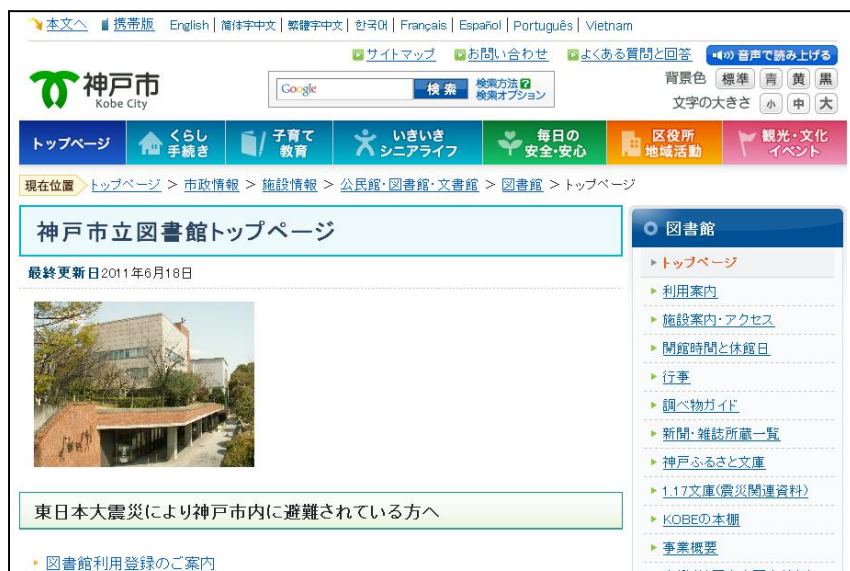 本文へ 携帯版 English | 簡体字中文 | 繁體字中文 | 한국어 | Français | Español | Português | Vietnam
サイトマップ お問い合わせ よくある質問と回答 音声で読み上げる
神戸市
Kobe City
Google 検索 検索方法
検索オプション
背景色 標準 青 黄 黒
文字の大きさ 小 中 大
トップページ くらし 手続き 子育て 教育 いきいき シニアライフ 毎日の 安全・安心 区役所 地域活動 観光・文化 イベント
現在位置 トップページ > 市政情報 > 施設情報 > 公民館・図書館・文書館 > 図書館 > トップページ
神戸市立図書館トップページ
最終更新日2011年6月18日
東日本大震災により神戸市内に避難されている方へ
図書館利用登録のご案内
図書館
トップページ
利用案内
施設案内・アクセス
開館時間と休館日
行事
調べ物ガイド
新聞・雑誌所蔵一覧
神戸ふるさと文庫
1.17文庫(震災関連資料)
KOBEの本棚
事業概要